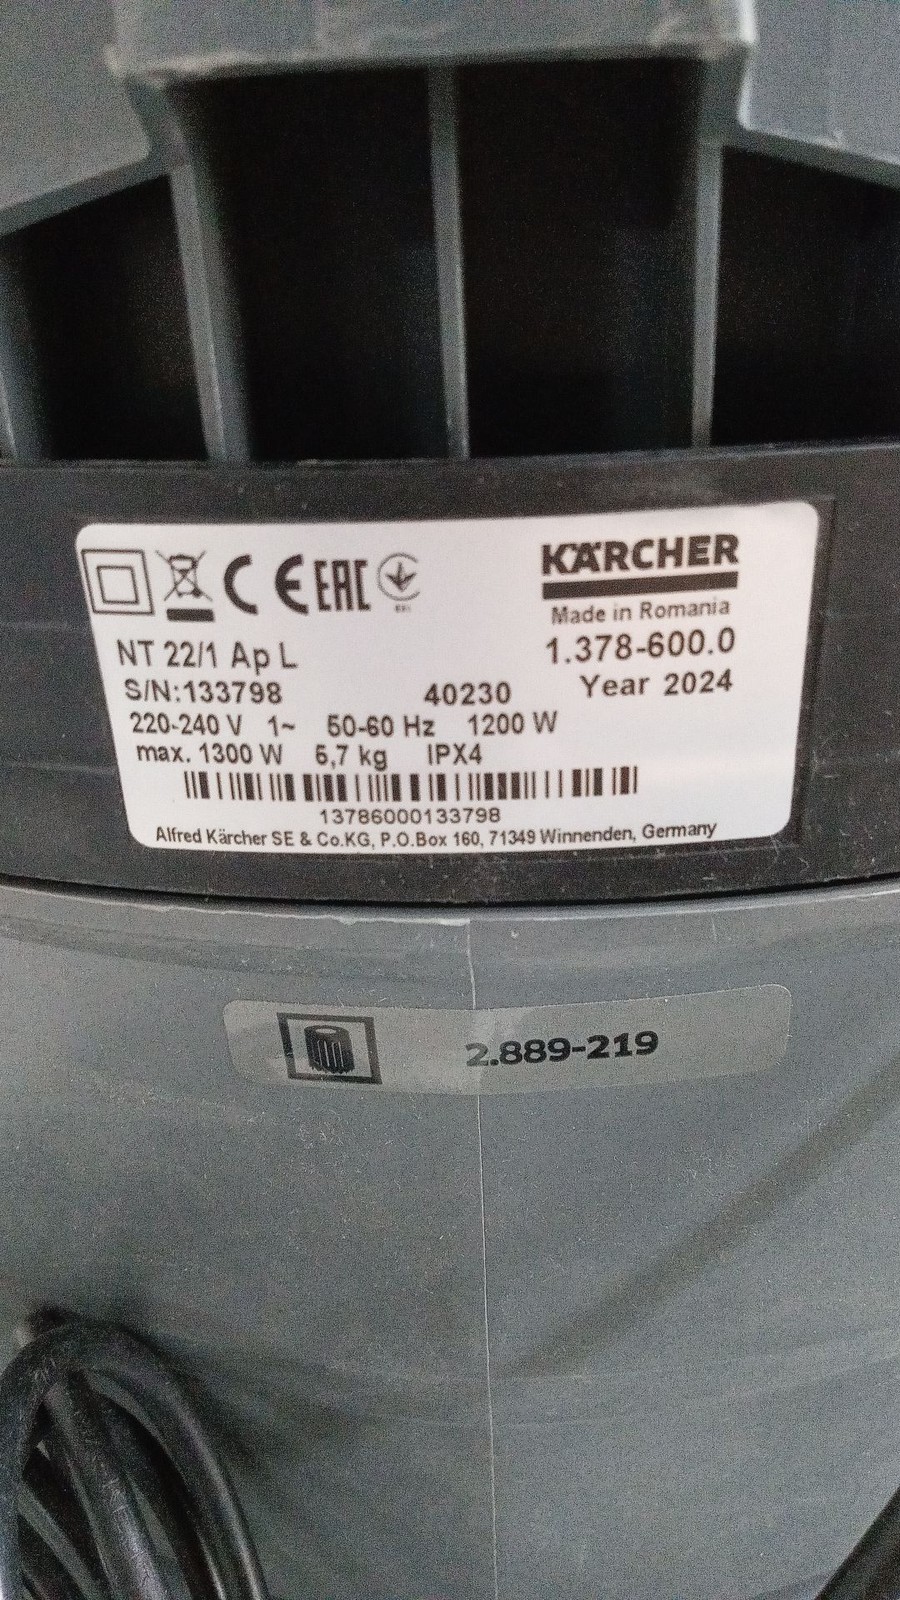 KÄRCHER
Made in Romania
NT 22/1 Ap L 1.378-600.0
S/N:133798 40230 Year 2024
220-240 V 1~ 50-60 Hz 1200 W
max. 1300 W 6,7 kg IPX4
13786000133798
Alfred Kärcher SE & Co.KG, P.O.Box 160, 71349 Winnenden, Germany
2.889-219